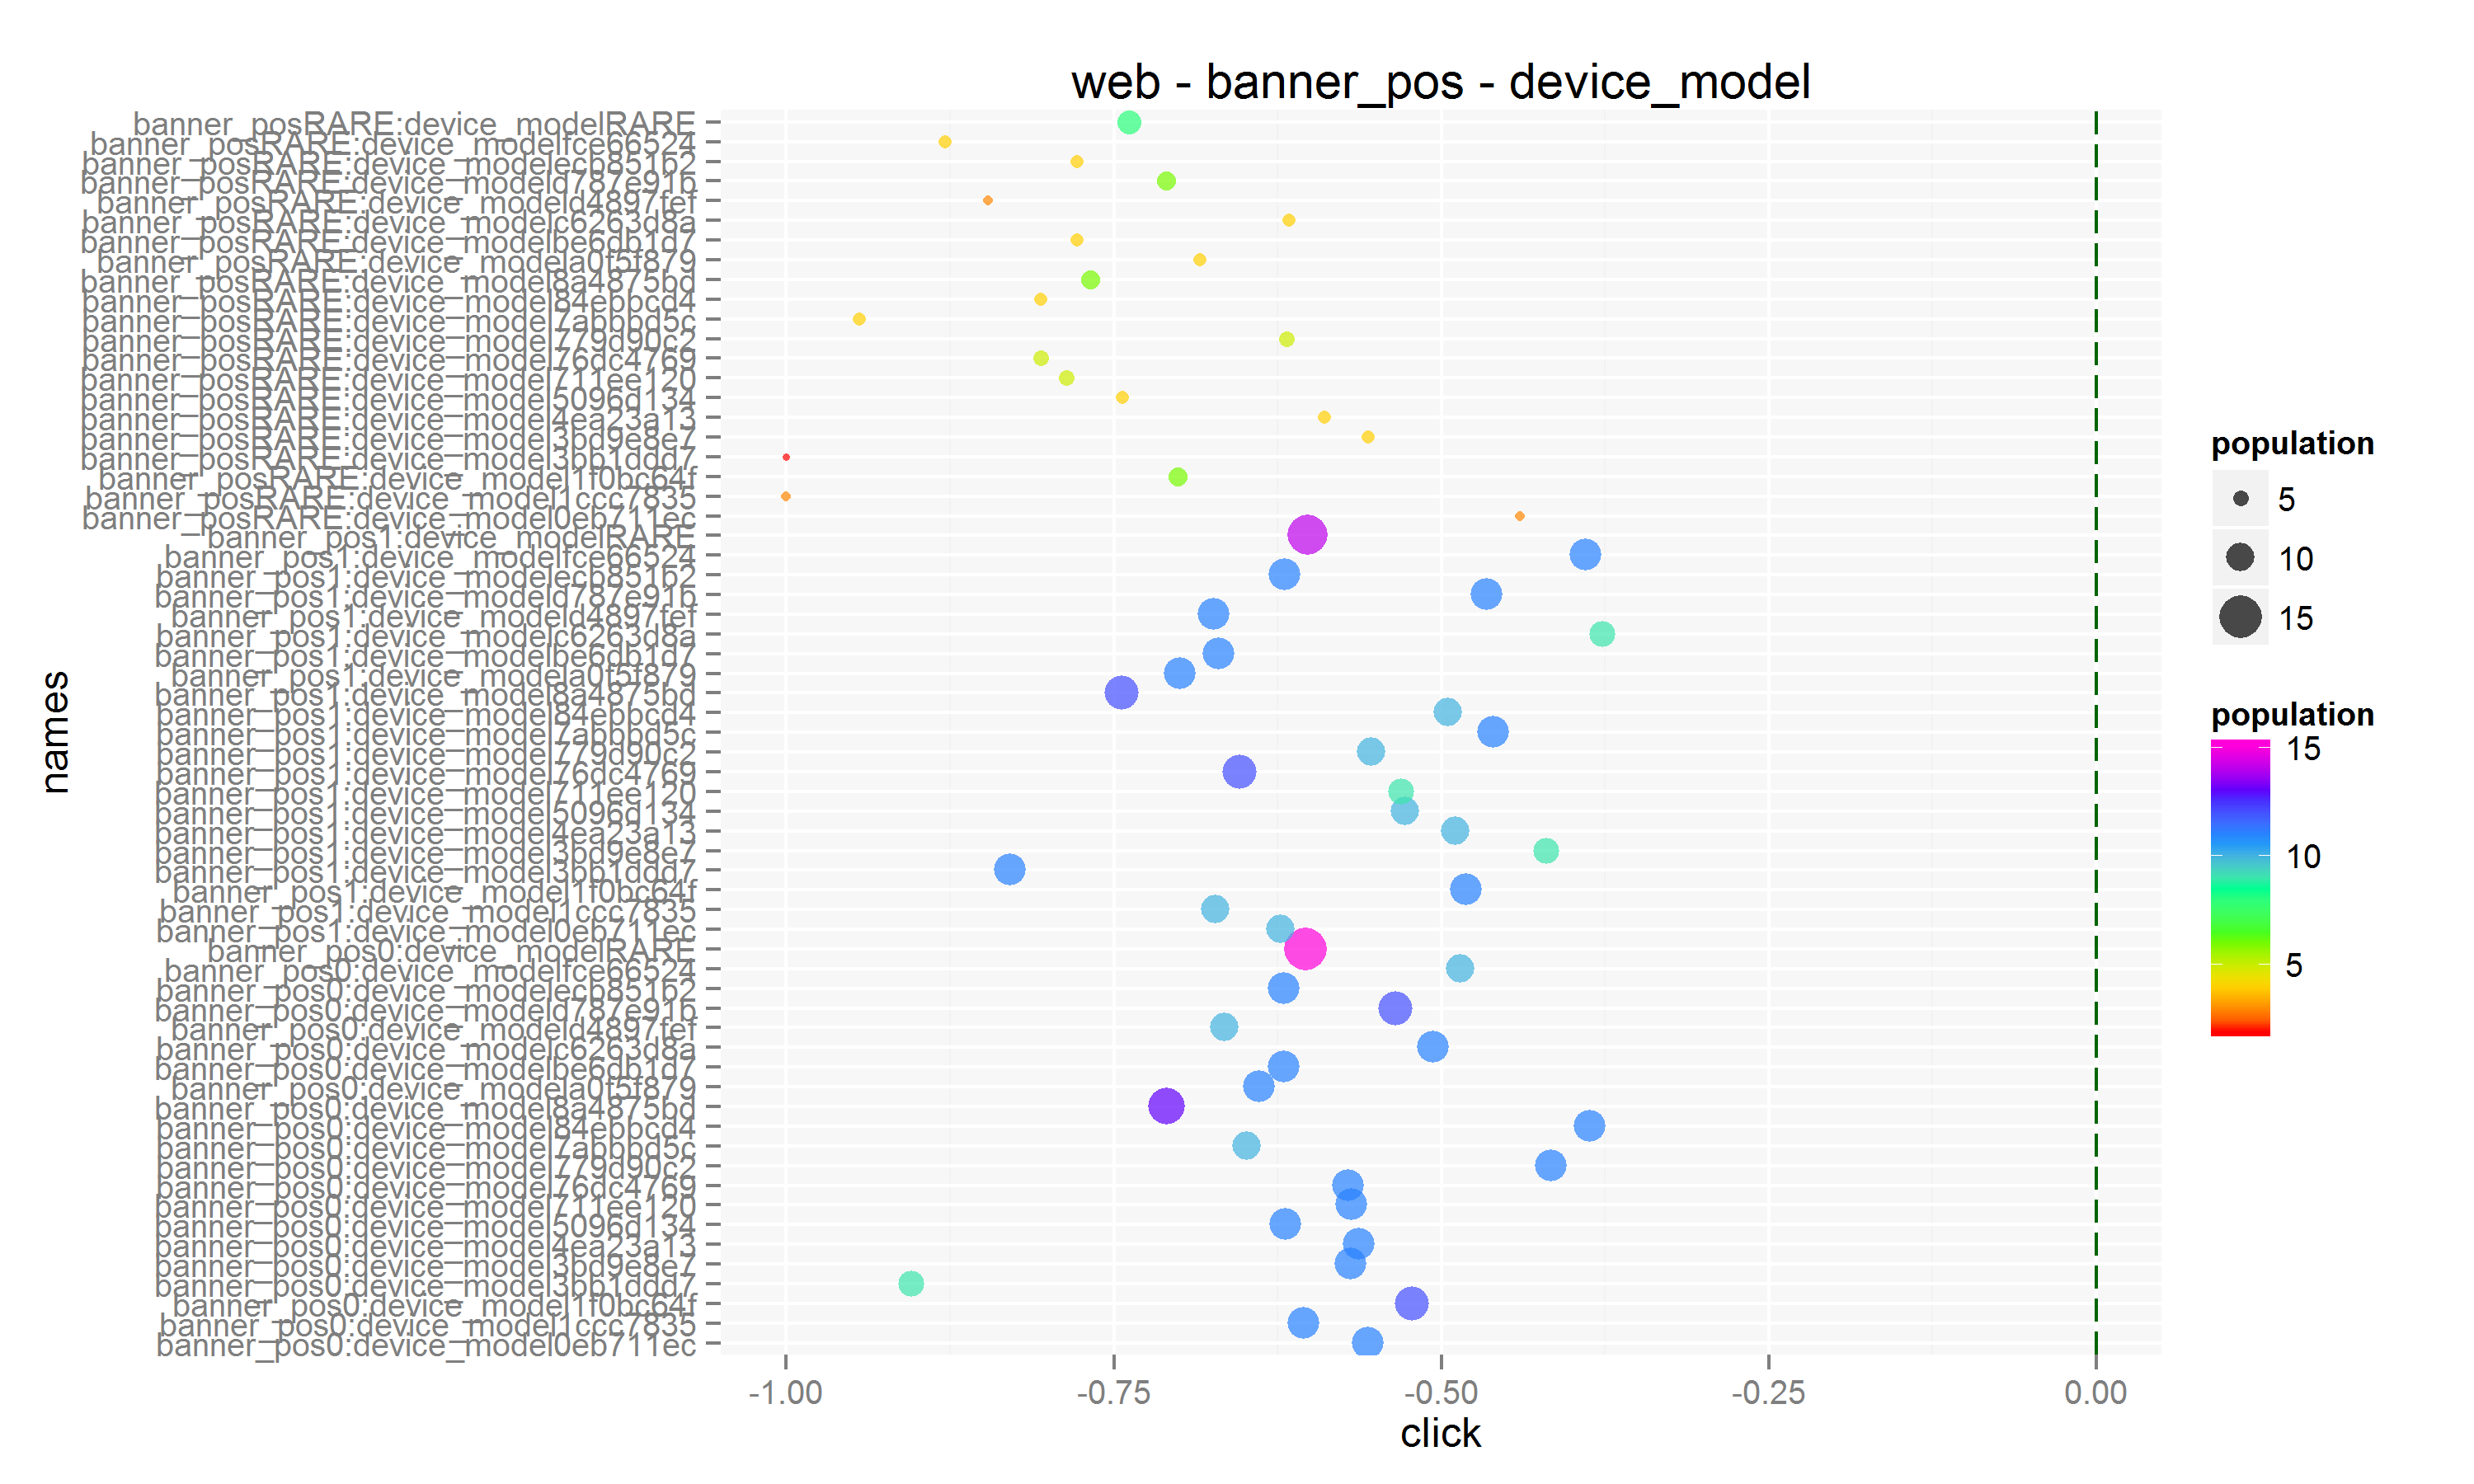 web - banner_pos - device_model
banner_posRARE:device_modelRARE
banner_posRARE:device_modelfce66524
banner_posRARE:device_modelecb851b2
banner_posRARE:device_modeld787e91b
banner_posRARE:device_modeld4897fef
banner_posRARE:device_modelc6263d8a
banner_posRARE:device_modelbe6db1d7
banner_posRARE:device_modela0f5f879
banner_posRARE:device_model8a4875bd
banner_posRARE:device_model84ebbcd4
banner_posRARE:device_model7abbbd5c
banner_posRARE:device_model779d90c2
banner_posRARE:device_model76dc4769
banner_posRARE:device_model711ee120
banner_posRARE:device_model5096d134
banner_posRARE:device_model4ea23a13
banner_posRARE:device_model3bd9e8e7
banner_posRARE:device_model3bb1ddd7
banner_posRARE:device_model1f0bc64f
banner_posRARE:device_model1ccc7835
banner_posRARE:device_model0eb711ec
banner_pos1:device_modelRARE
banner_pos1:device_modelfce66524
banner_pos1:device_modelecb851b2
banner_pos1:device_modeld787e91b
banner_pos1:device_modeld4897fef
banner_pos1:device_modelc6263d8a
banner_pos1:device_modelbe6db1d7
banner_pos1:device_modela0f5f879
banner_pos1:device_model8a4875bd
banner_pos1:device_model84ebbcd4
banner_pos1:device_model7abbbd5c
banner_pos1:device_model779d90c2
banner_pos1:device_model76dc4769
banner_pos1:device_model711ee120
banner_pos1:device_model5096d134
banner_pos1:device_model4ea23a13
banner_pos1:device_model3bd9e8e7
banner_pos1:device_model3bb1ddd7
banner_pos1:device_model1f0bc64f
banner_pos1:device_model1ccc7835
banner_pos1:device_model0eb711ec
banner_pos0:device_modelRARE
banner_pos0:device_modelfce66524
banner_pos0:device_modelecb851b2
banner_pos0:device_modeld787e91b
banner_pos0:device_modeld4897fef
banner_pos0:device_modelc6263d8a
banner_pos0:device_modelbe6db1d7
banner_pos0:device_modela0f5f879
banner_pos0:device_model8a4875bd
banner_pos0:device_model84ebbcd4
banner_pos0:device_model7abbbd5c
banner_pos0:device_model779d90c2
banner_pos0:device_model76dc4769
banner_pos0:device_model711ee120
banner_pos0:device_model5096d134
banner_pos0:device_model4ea23a13
banner_pos0:device_model3bd9e8e7
banner_pos0:device_model3bb1ddd7
banner_pos0:device_model1f0bc64f
banner_pos0:device_model1ccc7835
banner_pos0:device_model0eb711ec
names
-1.00
-0.75
-0.50
-0.25
0.00
click
population
5
10
15
population
15
10
5